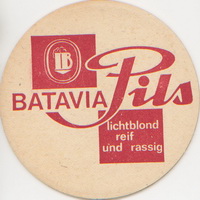 LB
BATAVIA Pils
lichtblond
reif
und rassig